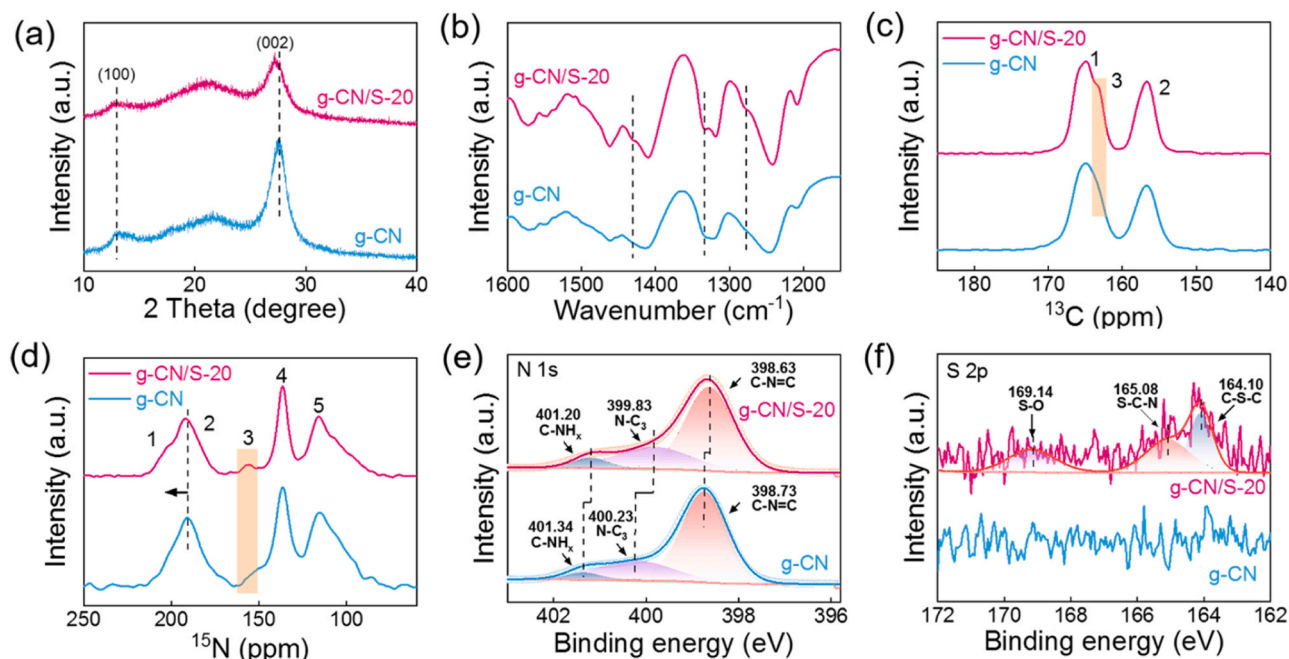 (a)
(100)
(002)
g-CN/S-20
g-CN
Intensity (a.u.)
10 20 30 40
2 Theta (degree)
(b)
g-CN/S-20
g-CN
Intensity (a.u.)
1600 1500 1400 1300 1200
Wavenumber (cm⁻¹)
(c)
g-CN/S-20
g-CN
1
3
2
Intensity (a.u.)
180 170 160 150 140
¹³C (ppm)
(d)
g-CN/S-20
g-CN
1 2 3 4 5
Intensity (a.u.)
250 200 150 100
¹⁵N (ppm)
(e)
N 1s
398.63
C-N=C
g-CN/S-20
399.83
N-C₃
401.20
C-NHₓ
398.73
C-N=C
400.23
N-C₃
401.34
C-NHₓ
g-CN
Intensity (a.u.)
402 400 398 396
Binding energy (eV)
(f)
S 2p
169.14
S-O
165.08
S-C-N
164.10
C-S-C
g-CN/S-20
g-CN
Intensity (a.u.)
172 170 168 166 164 162
Binding energy (eV)